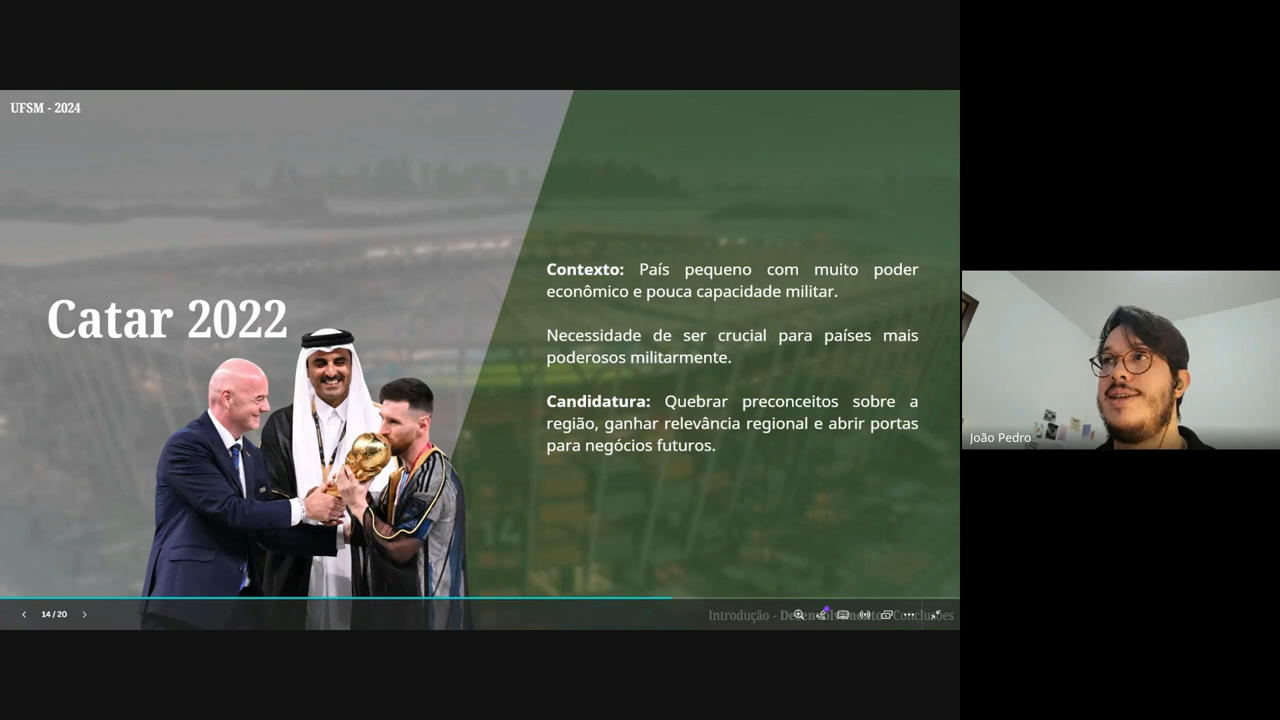 UFSM - 2024
Catar 2022
Contexto: País pequeno com muito poder
econômico e pouca capacidade militar.
Necessidade de ser crucial para países mais
poderosos militarmente.
Candidatura: Quebrar preconceitos sobre a
região, ganhar relevância regional e abrir portas
para negócios futuros.
14 / 20
Introdução - Desenvolvimento - Conclusões
João Pedro